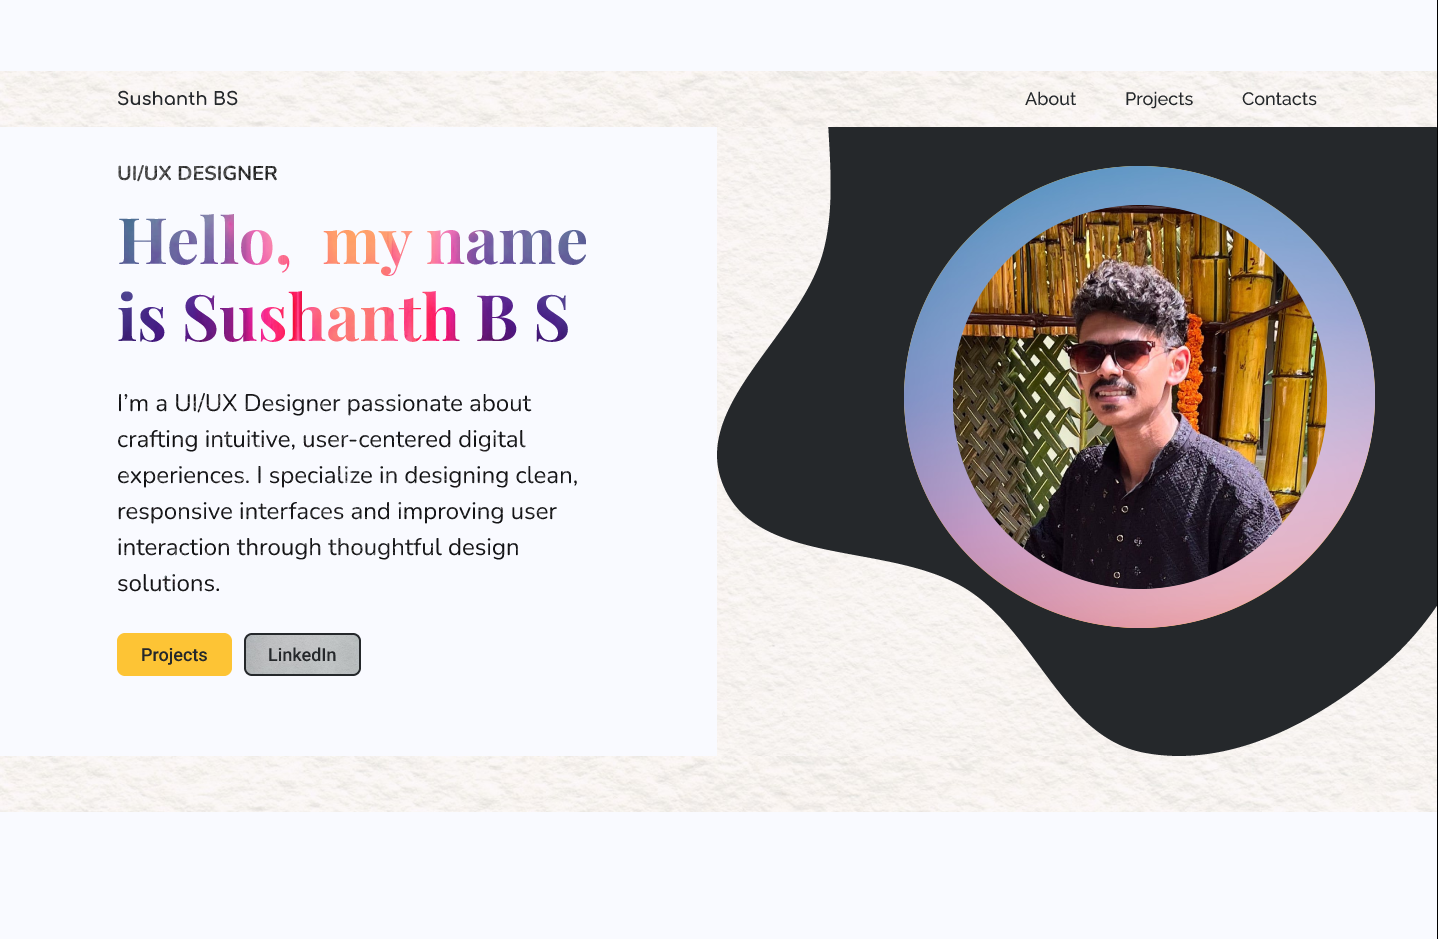 Sushanth BS
About Projects Contacts
UI/UX DESIGNER
Hello, my name
is Sushanth B S
I’m a UI/UX Designer passionate about
crafting intuitive, user-centered digital
experiences. I specialize in designing clean,
responsive interfaces and improving user
interaction through thoughtful design
solutions.
Projects LinkedIn